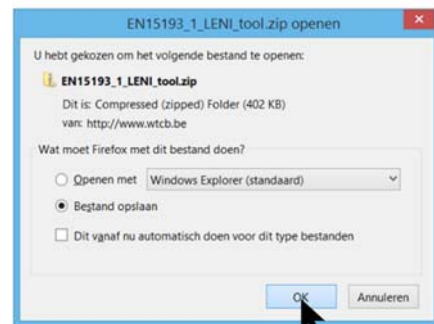 EN15193_1_LENI_tool.zip openen
U hebt gekozen om het volgende bestand te openen:
EN15193_1_LENI_tool.zip
Dit is: Compressed (zipped) Folder (402 KB)
van: http://www.wtcb.be
Wat moet Firefox met dit bestand doen?
Openen met Windows Explorer (standaard)
Bestand opslaan
Dit vanaf nu automatisch doen voor dit type bestanden
OK Annuleren